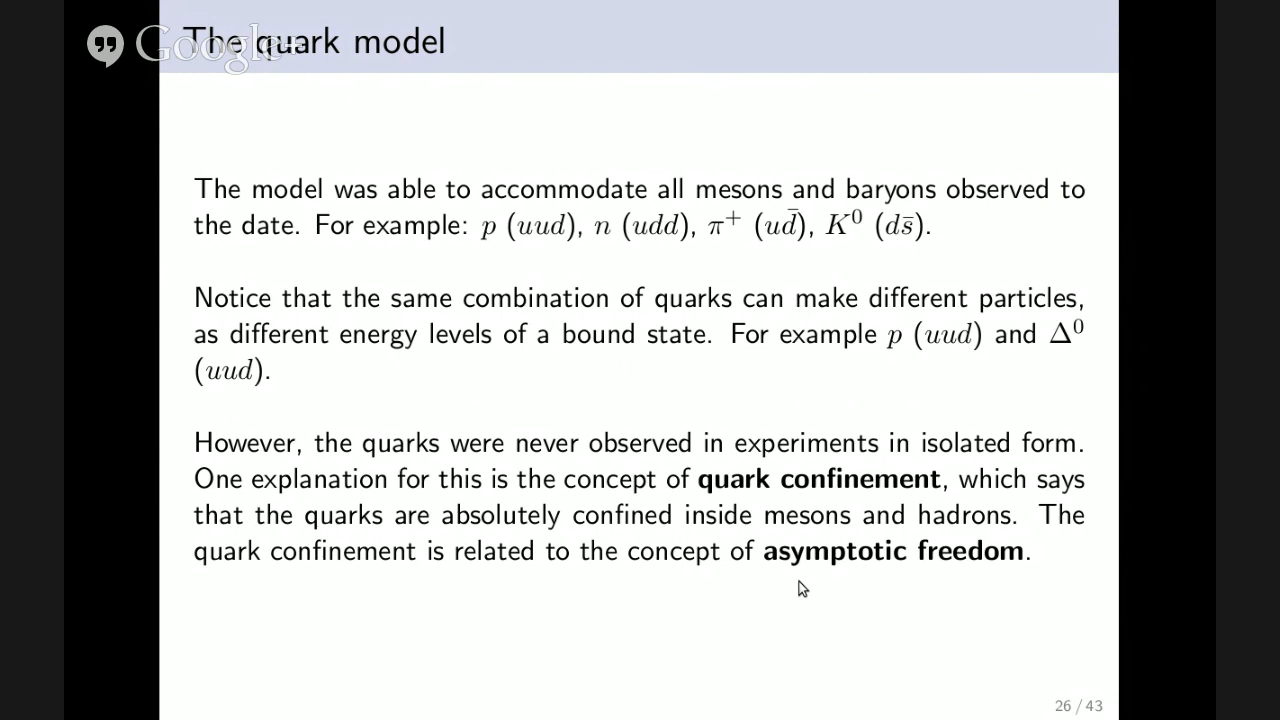 The quark model
Google+
The model was able to accommodate all mesons and baryons observed to
the date. For example: p (uud), n (udd), π⁺ (ud̄), K⁰ (ds̄).
Notice that the same combination of quarks can make different particles,
as different energy levels of a bound state. For example p (uud) and Δ⁰
(uud).
However, the quarks were never observed in experiments in isolated form.
One explanation for this is the concept of quark confinement, which says
that the quarks are absolutely confined inside mesons and hadrons. The
quark confinement is related to the concept of asymptotic freedom.
26 / 43